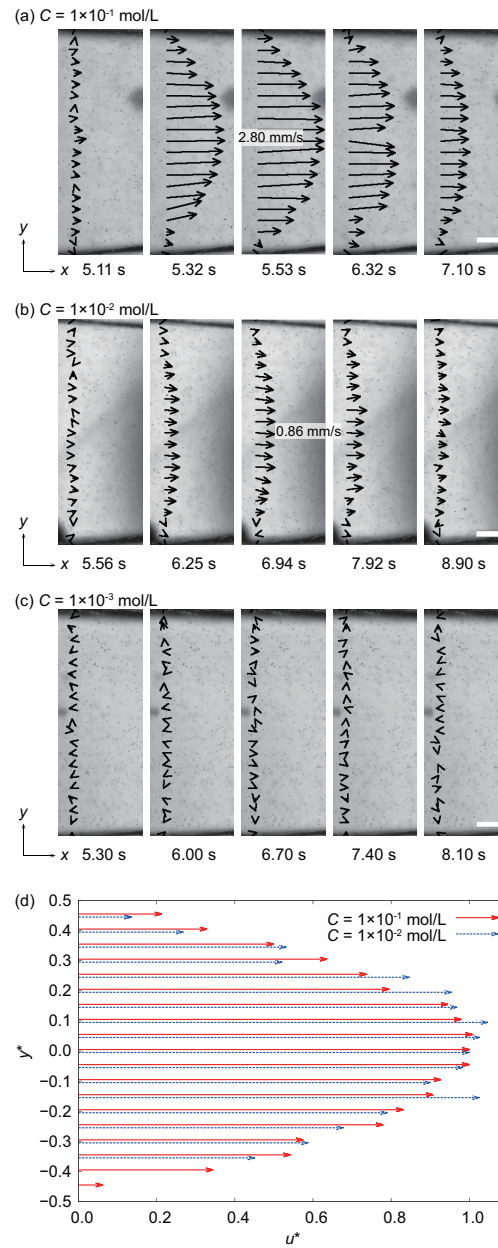 (a) C = 1×10⁻¹ mol/L
2.80 mm/s
y
x 5.11 s 5.32 s 5.53 s 6.32 s 7.10 s
(b) C = 1×10⁻² mol/L
0.86 mm/s
y
x 5.56 s 6.25 s 6.94 s 7.92 s 8.90 s
(c) C = 1×10⁻³ mol/L
y
x 5.30 s 6.00 s 6.70 s 7.40 s 8.10 s
(d)
C = 1×10⁻¹ mol/L
C = 1×10⁻² mol/L
0.5
0.4
0.3
0.2
0.1
0.0
−0.1
−0.2
−0.3
−0.4
−0.5
y*
0.0 0.2 0.4 0.6 0.8 1.0
u*